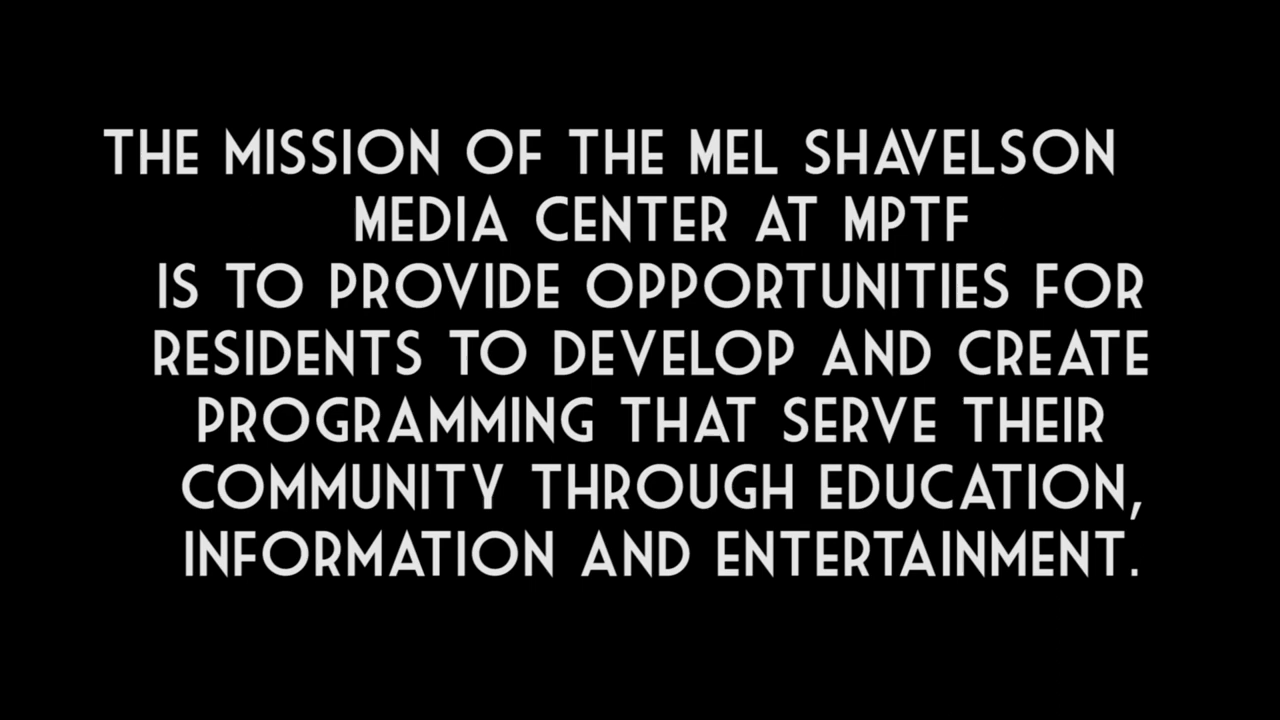 THE MISSION OF THE MEL SHAVELSON
MEDIA CENTER AT MPTF
IS TO PROVIDE OPPORTUNITIES FOR
RESIDENTS TO DEVELOP AND CREATE
PROGRAMMING THAT SERVE THEIR
COMMUNITY THROUGH EDUCATION,
INFORMATION AND ENTERTAINMENT.